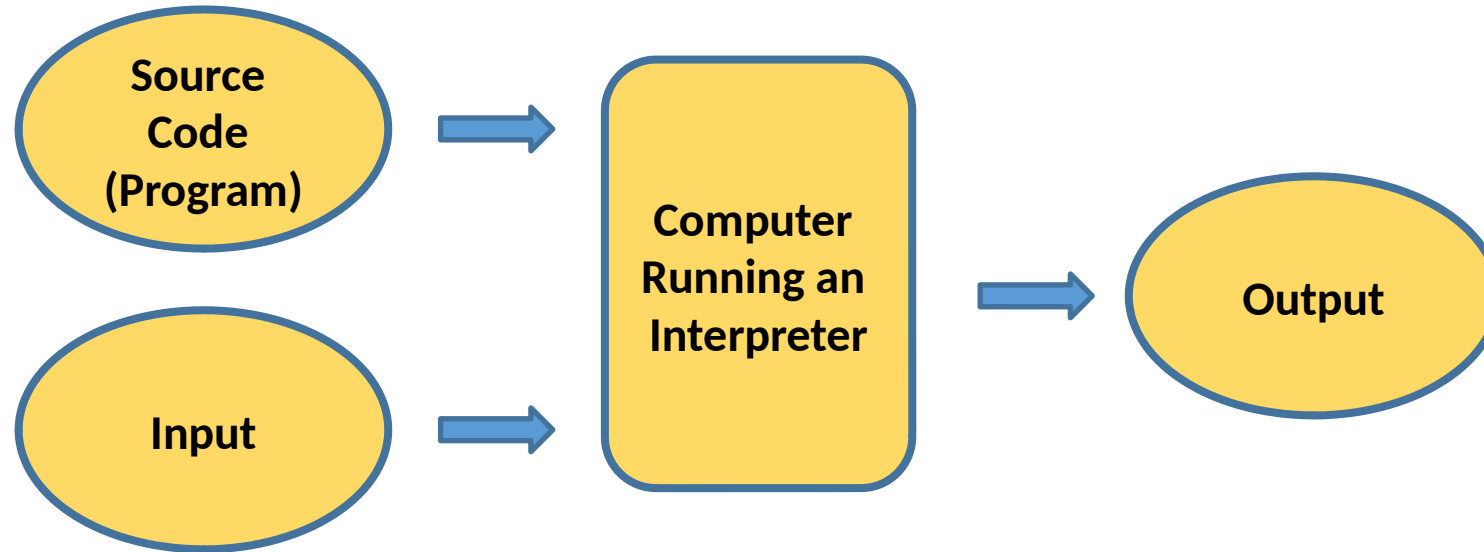 Source
Code
(Program)
Input
Computer
Running an
Interpreter
Output